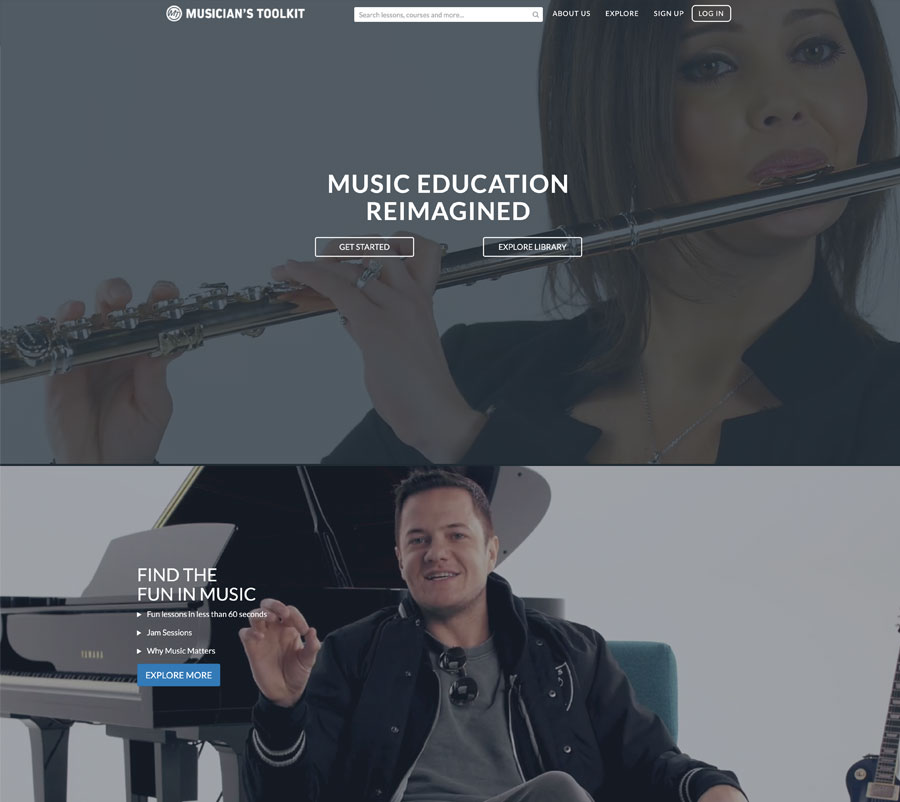 MT MUSICIAN'S TOOLKIT
Search lessons, courses and more...
ABOUT US
EXPLORE
SIGN UP
LOG IN
MUSIC EDUCATION
REIMAGINED
GET STARTED
EXPLORE LIBRARY
FIND THE
FUN IN MUSIC
Fun lessons in less than 60 seconds
Jam Sessions
Why Music Matters
EXPLORE MORE
YAMAHA